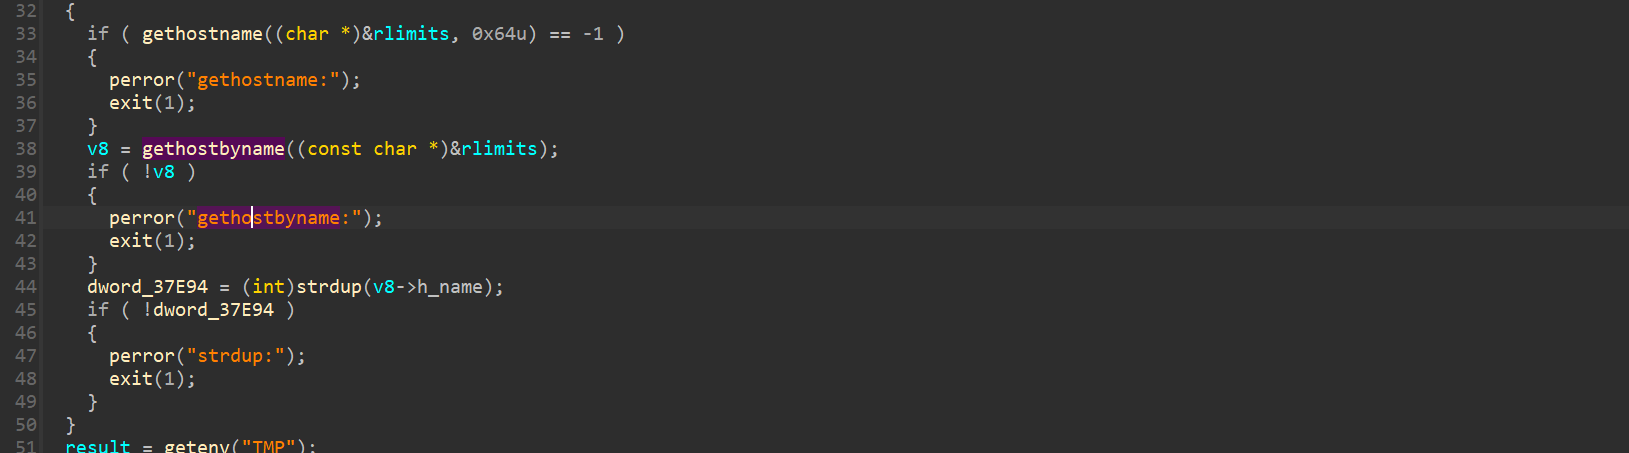 32 {
33 if ( gethostname((char *)&rlimits, 0x64u) == -1 )
34 {
35 perror("gethostname:");
36 exit(1);
37 }
38 v8 = gethostbyname((const char *)&rlimits);
39 if ( !v8 )
40 {
41 perror("gethostbyname:");
42 exit(1);
43 }
44 dword_37E94 = (int)strdup(v8->h_name);
45 if ( !dword_37E94 )
46 {
47 perror("strdup:");
48 exit(1);
49 }
50 }
51 result = getenv("TMP");